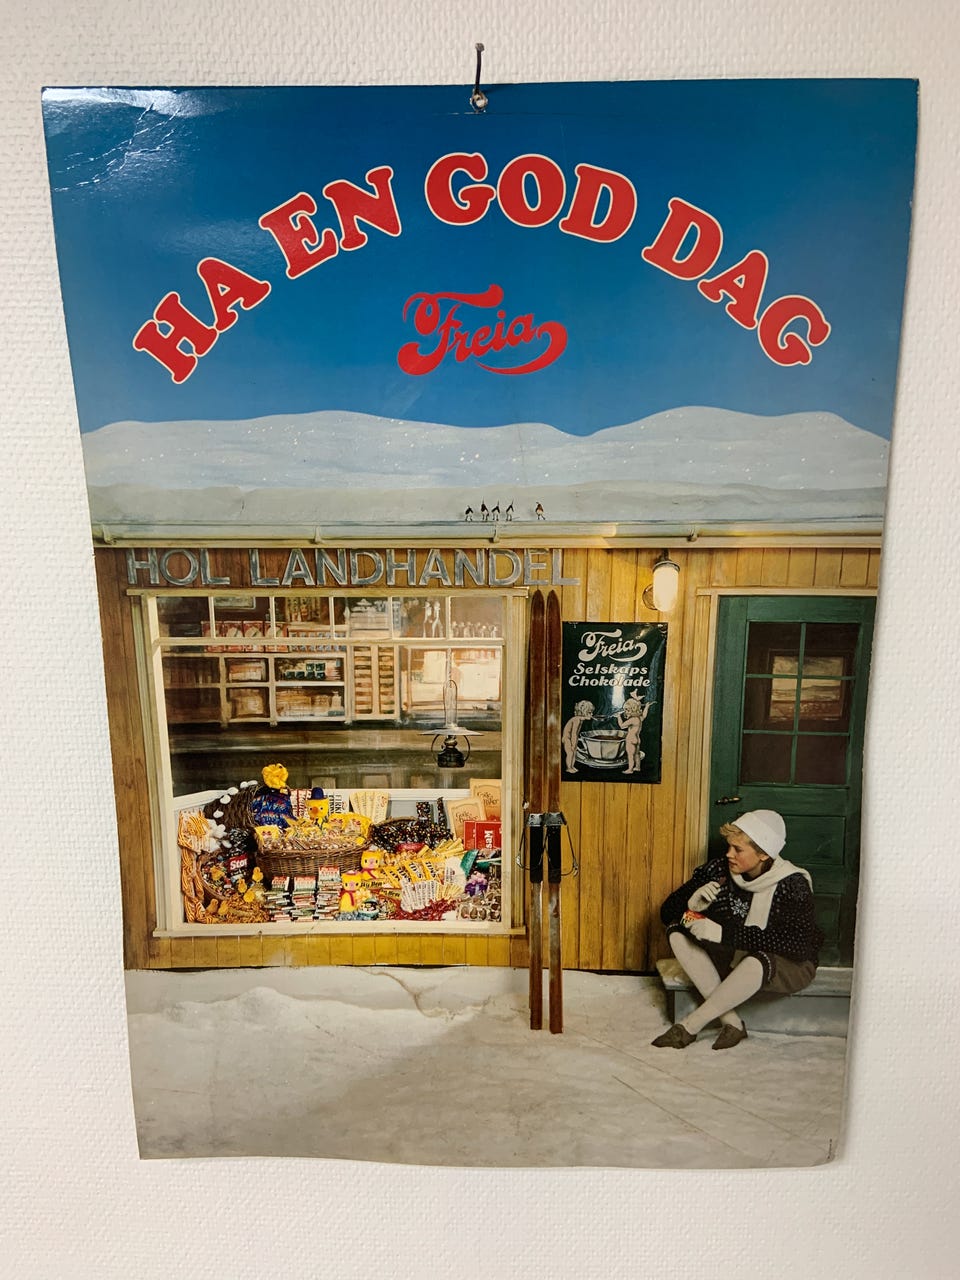 HA EN GOD DAG
Freia
HOL LANDHANDEL
Freia
Selskaps
Chokolade